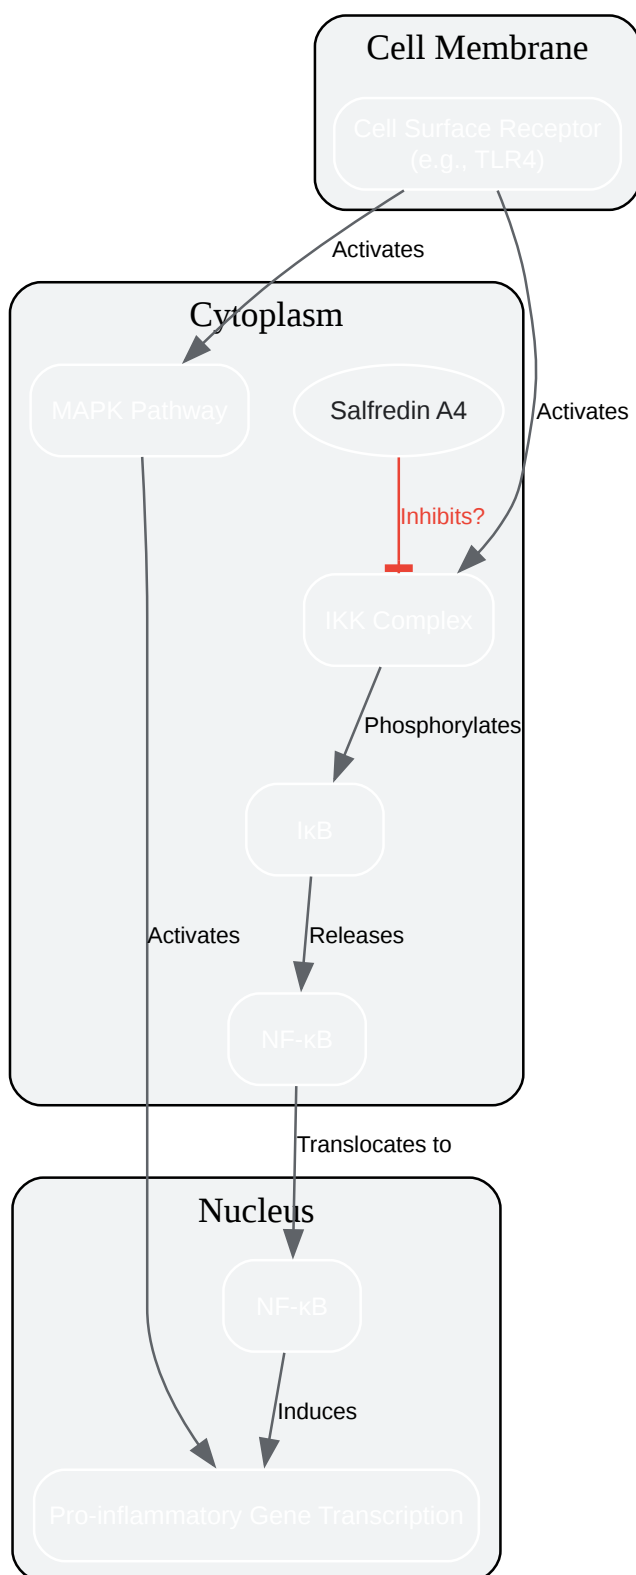 Cell Membrane
Cell Surface Receptor
(e.g., TLR4)
Activates
Cytoplasm
MAPK Pathway
Salfredin A4
Activates
Inhibits?
IKK Complex
Phosphorylates
IκB
Activates
Releases
NF-κB
Translocates to
Nucleus
NF-κB
Induces
Pro-inflammatory Gene Transcription